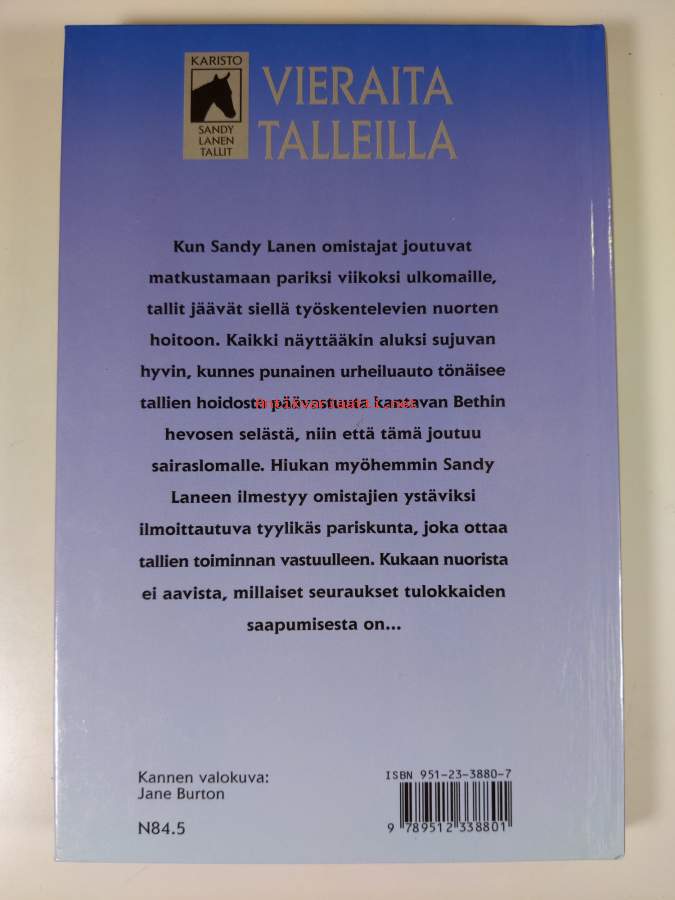 KARISTO
SANDY
LANEN
TALLIT
VIERAITA
TALLEILLA
Kun Sandy Lanen omistajat joutuvat
matkustamaan pariksi viikoksi ulkomaille,
tallit jäävät siellä työskentelevien nuorten
hoitoon. Kaikki näyttääkin aluksi sujuvan
hyvin, kunnes punainen urheiluauto tönäisee
tallien hoidosta päävastuuta kantavan Bethin
hevosen selästä, niin että tämä joutuu
sairaslomalle. Hiukan myöhemmin Sandy
Laneen ilmestyy omistajien ystäviksi
ilmoittautuva tyylikäs pariskunta, joka ottaa
tallien toiminnan vastuulleen. Kukaan nuorista
ei aavista, millaiset seuraukset tulokkaiden
saapumisesta on...
Kannen valokuva:
Jane Burton
N84.5
ISBN 951-23-3880-7
9 789512 338801